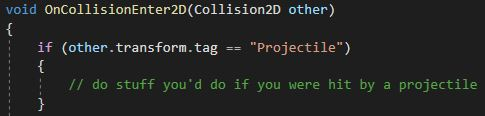 void OnCollisionEnter2D(Collision2D other)
{
if (other.transform.tag == "Projectile")
{
// do stuff you'd do if you were hit by a projectile
}